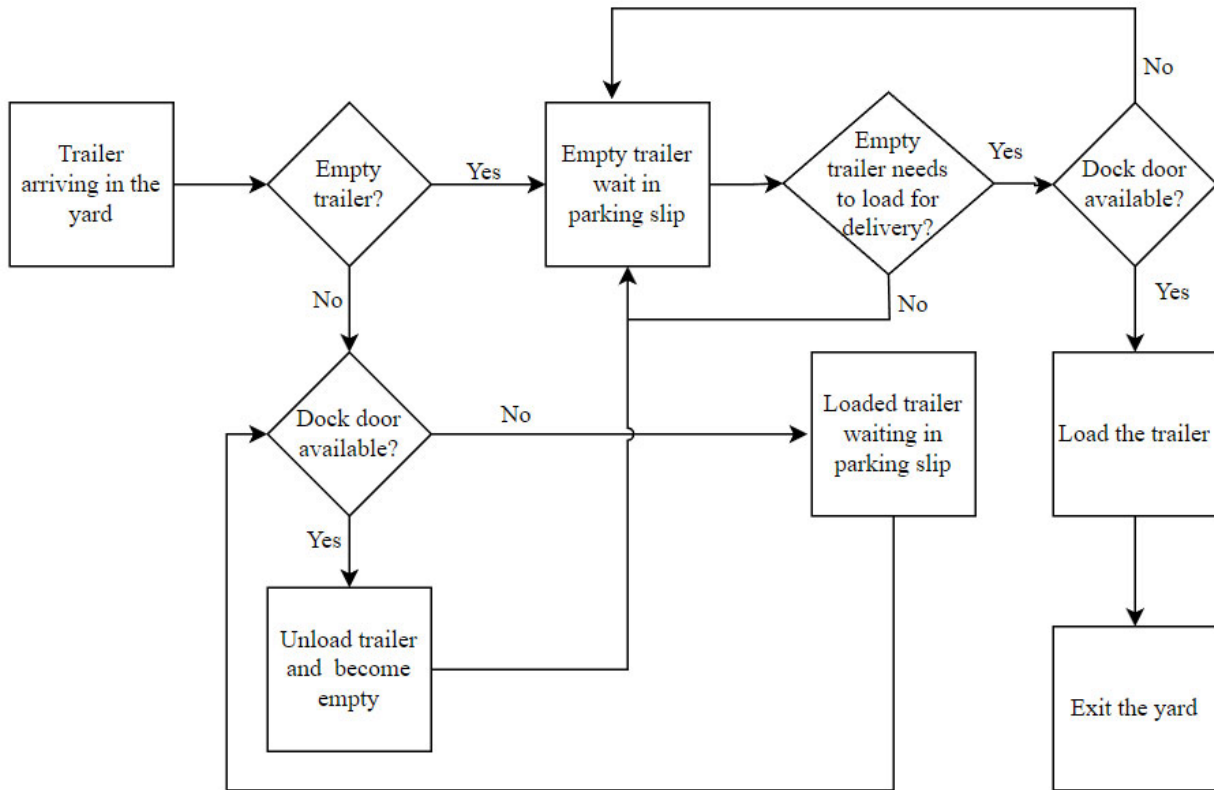 Trailer
arriving in the
yard
Empty
trailer?
Yes
No
Empty trailer
wait in
parking slip
Empty
trailer needs
to load for
delivery?
Yes
No
Dock door
available?
No
Yes
Dock door
available?
No
Yes
Loaded trailer
waiting in
parking slip
Load the trailer
Unload trailer
and become
empty
Exit the yard